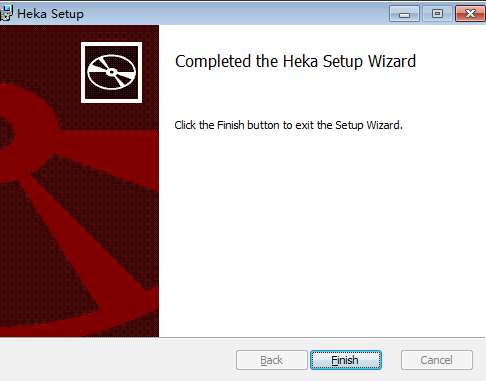 Heka Setup
Completed the Heka Setup Wizard
Click the Finish button to exit the Setup Wizard.
Back
Finish
Cancel